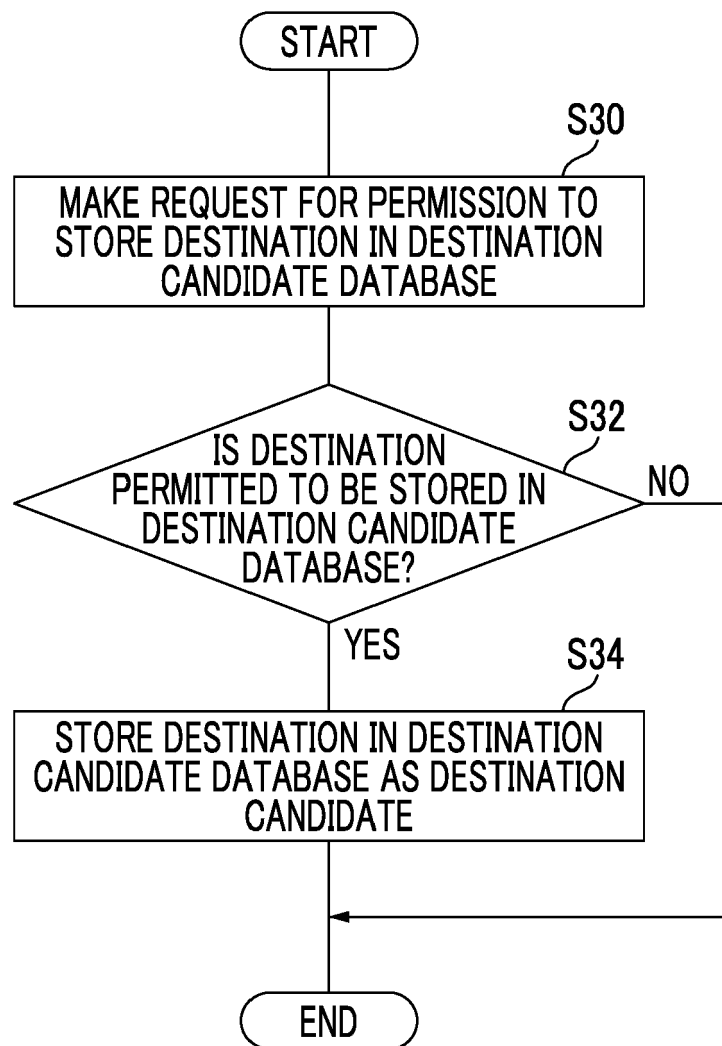 START
S30
MAKE REQUEST FOR PERMISSION TO
STORE DESTINATION IN DESTINATION
CANDIDATE DATABASE
S32
IS DESTINATION
PERMITTED TO BE STORED IN
DESTINATION CANDIDATE
DATABASE?
NO
YES
S34
STORE DESTINATION IN DESTINATION
CANDIDATE DATABASE AS DESTINATION
CANDIDATE
END